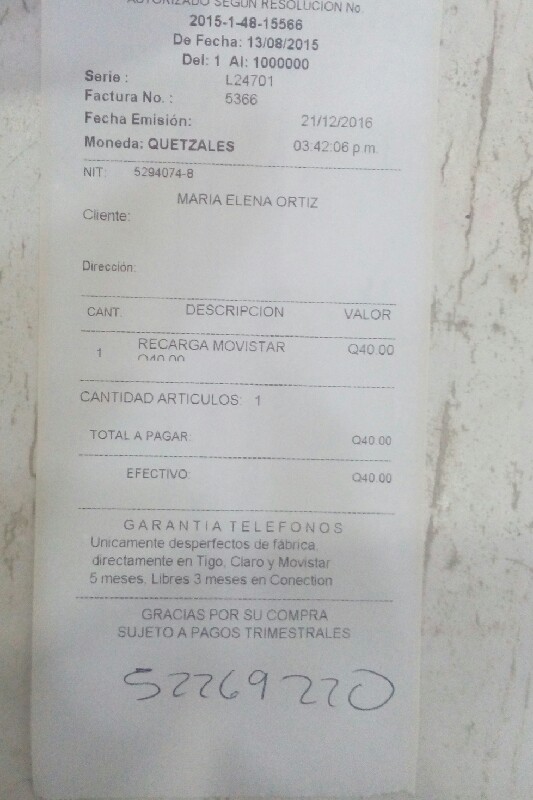 AUTORIZADO SEGUN RESOLUCION No.
2015-1-48-15566
De Fecha: 13/08/2015
Del: 1 Al: 1000000
Serie : L24701
Factura No. : 5366
Fecha Emisión: 21/12/2016
Moneda: QUETZALES 03:42:06 p.m.
NIT: 5294074-8
MARIA ELENA ORTIZ
Cliente:
Dirección:
CANT. DESCRIPCION VALOR
1 RECARGA MOVISTAR Q40.00
Q40.00
CANTIDAD ARTICULOS: 1
TOTAL A PAGAR: Q40.00
EFECTIVO: Q40.00
GARANTIA TELEFONOS
Unicamente desperfectos de fábrica,
directamente en Tigo, Claro y Movistar
5 meses, Libres 3 meses en Conection
GRACIAS POR SU COMPRA
SUJETO A PAGOS TRIMESTRALES
52269220